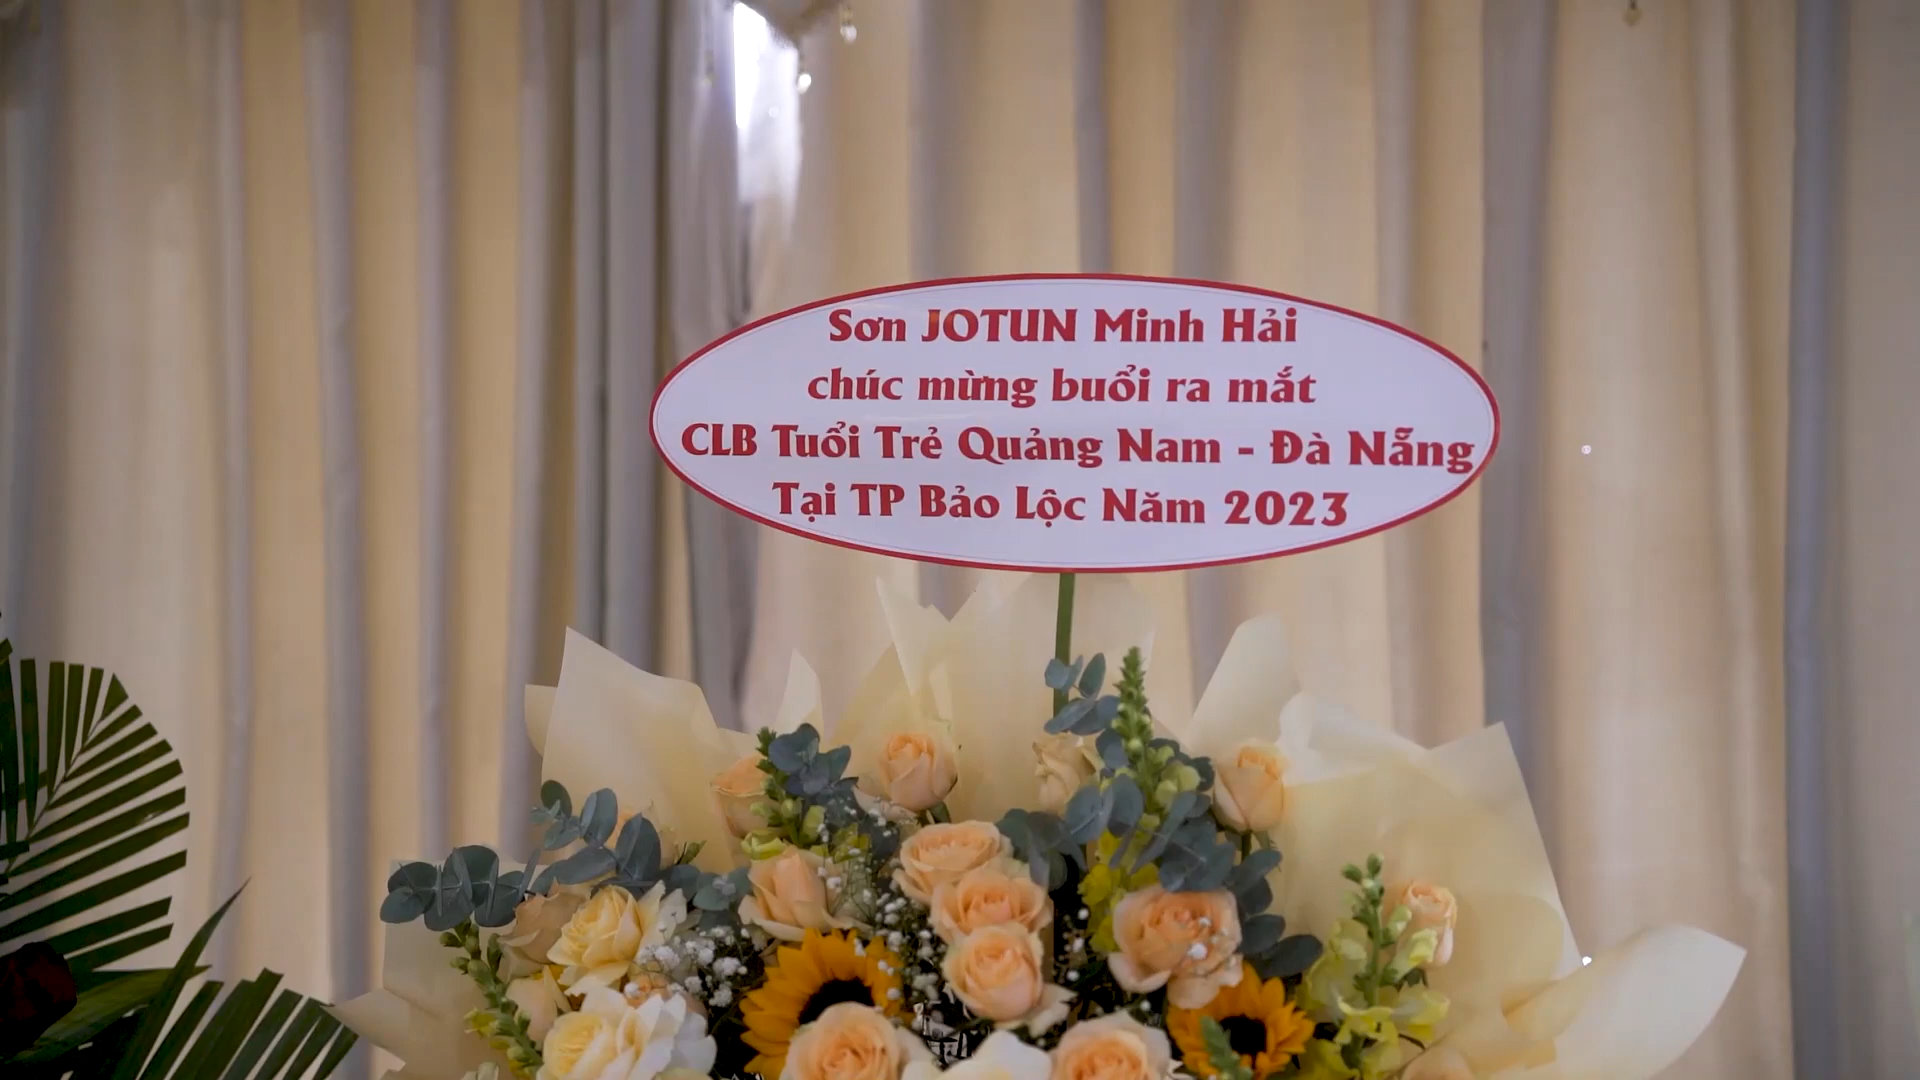 Sơn JOTUN Minh Hải
chúc mừng buổi ra mắt
CLB Tuổi Trẻ Quảng Nam - Đà Nẵng
Tại TP Bảo Lộc Năm 2023